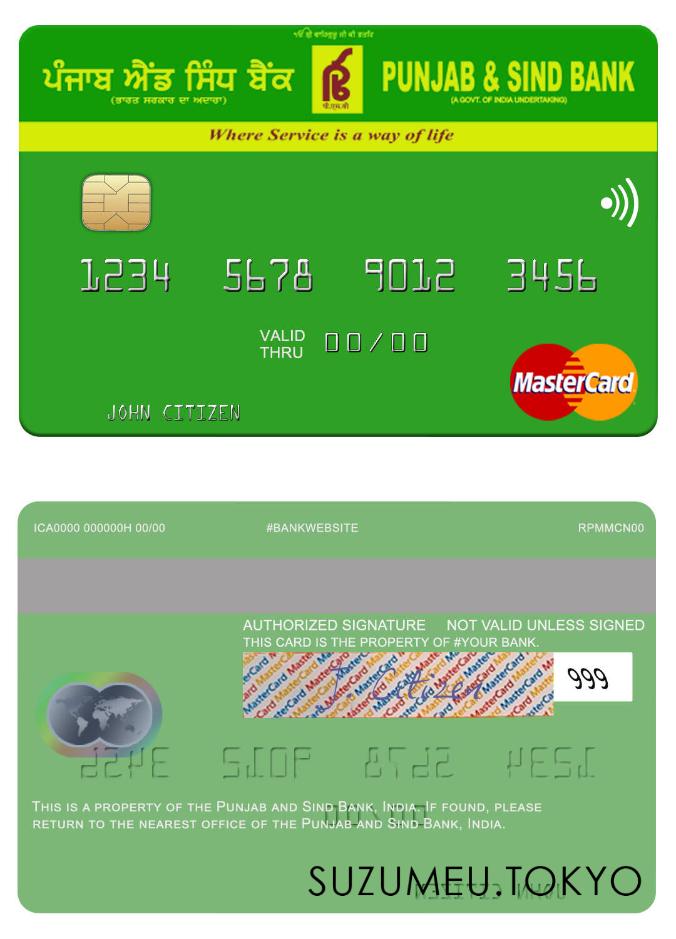 ੴ ਸ੍ਰੀ ਵਾਹਿਗੁਰੂ ਜੀ ਕੀ ਫਤਹਿ
ਪੰਜਾਬ ਐਂਡ ਸਿੰਧ ਬੈਂਕ
(ਭਾਰਤ ਸਰਕਾਰ ਦਾ ਅਦਾਰਾ)
ਪੀ.ਐਸ.ਬੀ
PUNJAB & SIND BANK
(A GOVT. OF INDIA UNDERTAKING)
Where Service is a way of life
1234 5678 9012 3456
VALID
THRU 00/00
MasterCard
JOHN CITIZEN
ICA0000 000000H 00/00 #BANKWEBSITE RPMMCN00
AUTHORIZED SIGNATURE NOT VALID UNLESS SIGNED
THIS CARD IS THE PROPERTY OF #YOUR BANK.
MasterCard
J Citizen
999
THIS IS A PROPERTY OF THE PUNJAB AND SIND BANK, INDIA. IF FOUND, PLEASE
RETURN TO THE NEAREST OFFICE OF THE PUNJAB AND SIND BANK, INDIA.
SUZUMEU.TOKYO